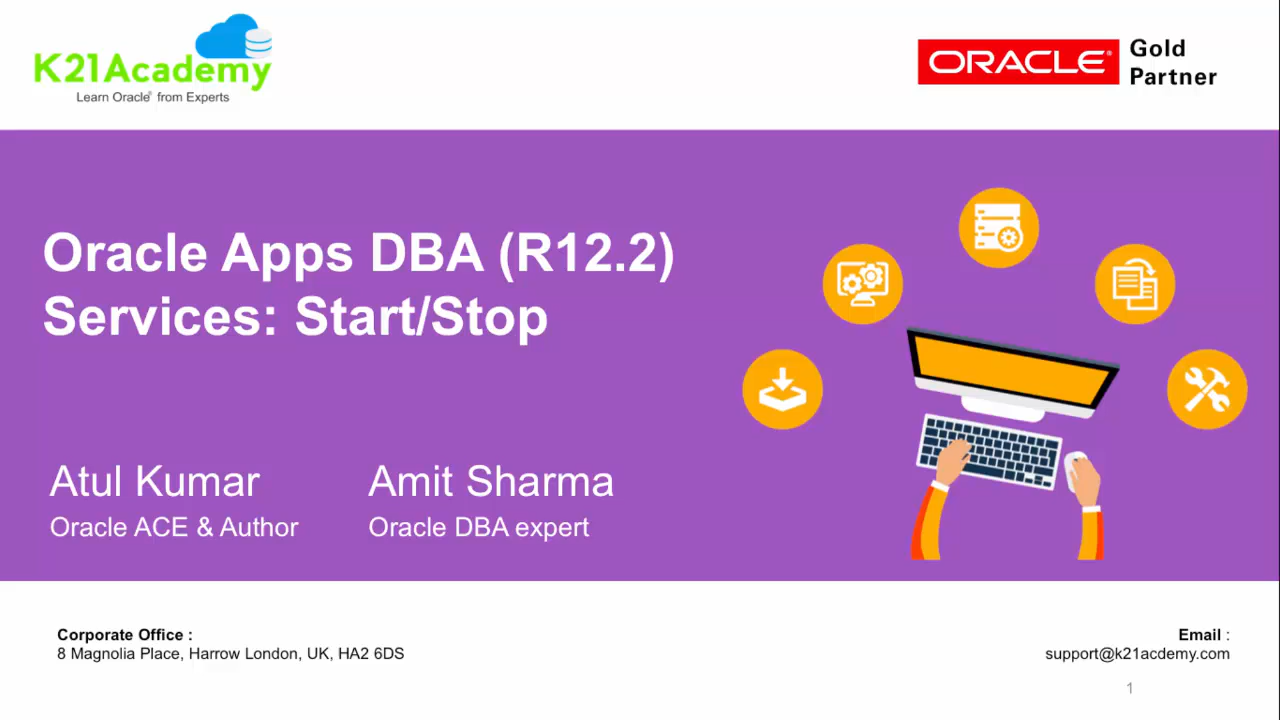 K21Academy
Learn Oracle® from Experts
ORACLE®
Gold
Partner
Oracle Apps DBA (R12.2)
Services: Start/Stop
Atul Kumar
Oracle ACE & Author
Amit Sharma
Oracle DBA expert
Corporate Office :
8 Magnolia Place, Harrow London, UK, HA2 6DS
Email :
support@k21acdemy.com
1